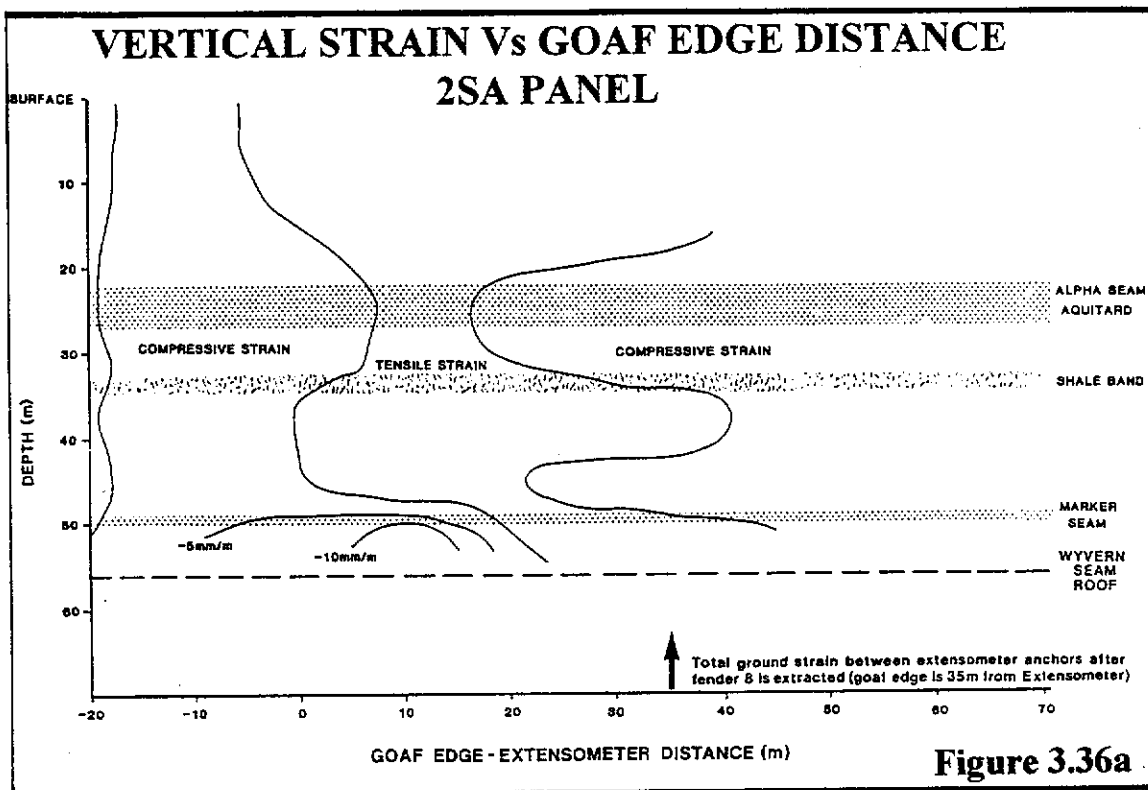 VERTICAL STRAIN Vs GOAF EDGE DISTANCE
2SA PANEL
SURFACE
10
20
30
40
50
60
DEPTH (m)
ALPHA SEAM
AQUITARD
COMPRESSIVE STRAIN
TENSILE STRAIN
COMPRESSIVE STRAIN
SHALE BAND
MARKER
SEAM
-5mm/m
-10mm/m
WYVERN
SEAM
ROOF
Total ground strain between extensometer anchors after
fender 8 is extracted (goaf edge is 35m from Extensometer)
-20
-10
0
10
20
30
40
50
60
70
GOAF EDGE-EXTENSOMETER DISTANCE (m)
Figure 3.36a